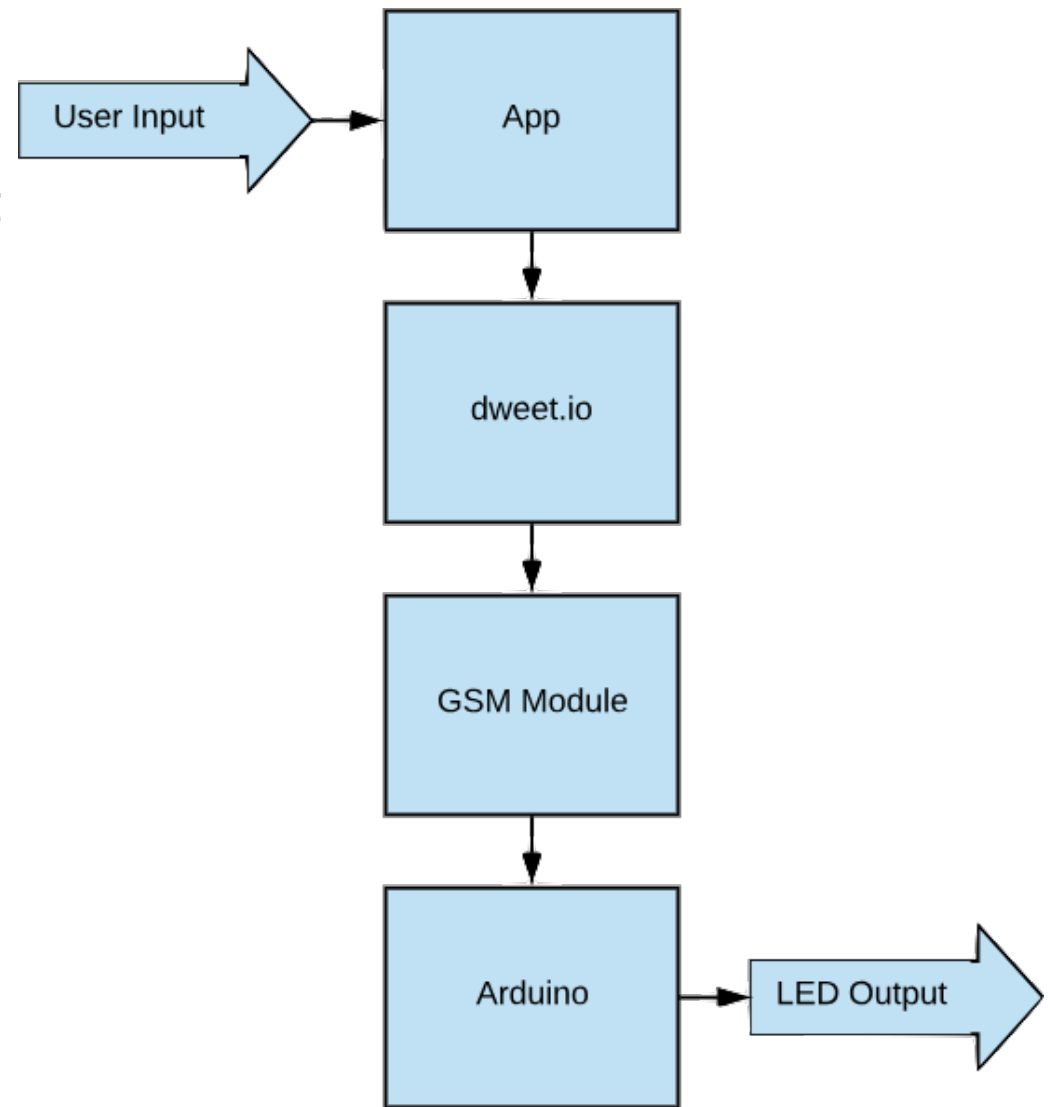 User Input
App
dweet.io
GSM Module
Arduino
LED Output